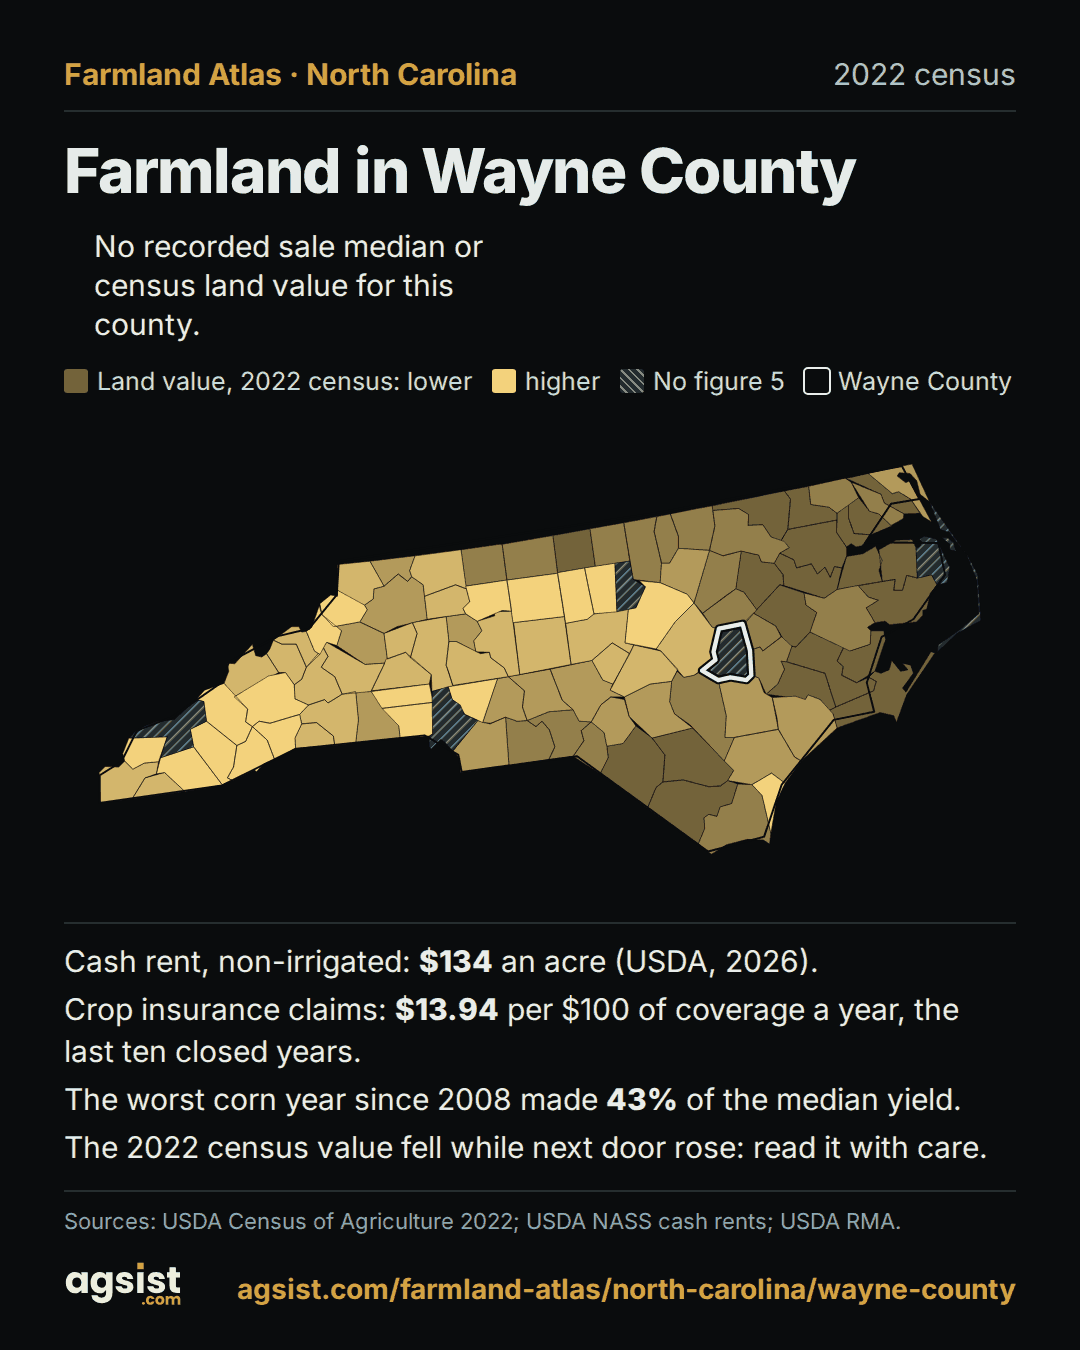 Farmland Atlas · North Carolina
2022 census
Farmland in Wayne County
No recorded sale median or
census land value for this
county.
Land value, 2022 census: lower
higher
No figure 5
Wayne County
Cash rent, non-irrigated: $134 an acre (USDA, 2026).
Crop insurance claims: $13.94 per $100 of coverage a year, the
last ten closed years.
The worst corn year since 2008 made 43% of the median yield.
The 2022 census value fell while next door rose: read it with care.
Sources: USDA Census of Agriculture 2022; USDA NASS cash rents; USDA RMA.
agsist
.com
agsist.com/farmland-atlas/north-carolina/wayne-county